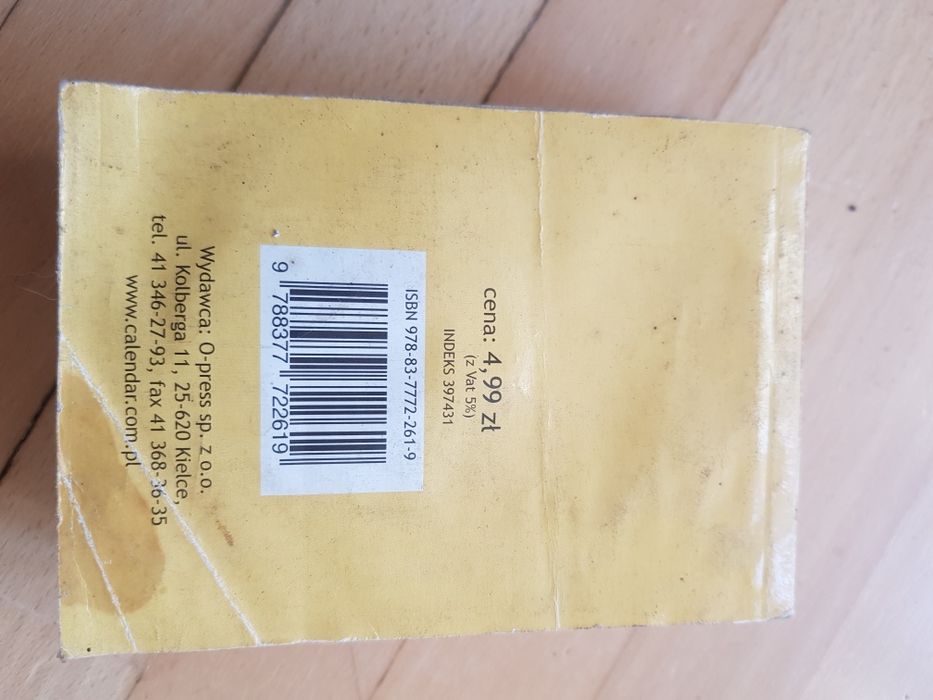 cena: 4,99 zł
(z Vat 5%)
INDEKS 397431
ISBN 978-83-7772-261-9
9 788377 722619
Wydawca: O-press sp. z o.o.
ul. Kolberga 11, 25-620 Kielce,
tel. 41 346-27-93, fax 41 368-36-35
www.calendar.com.pl